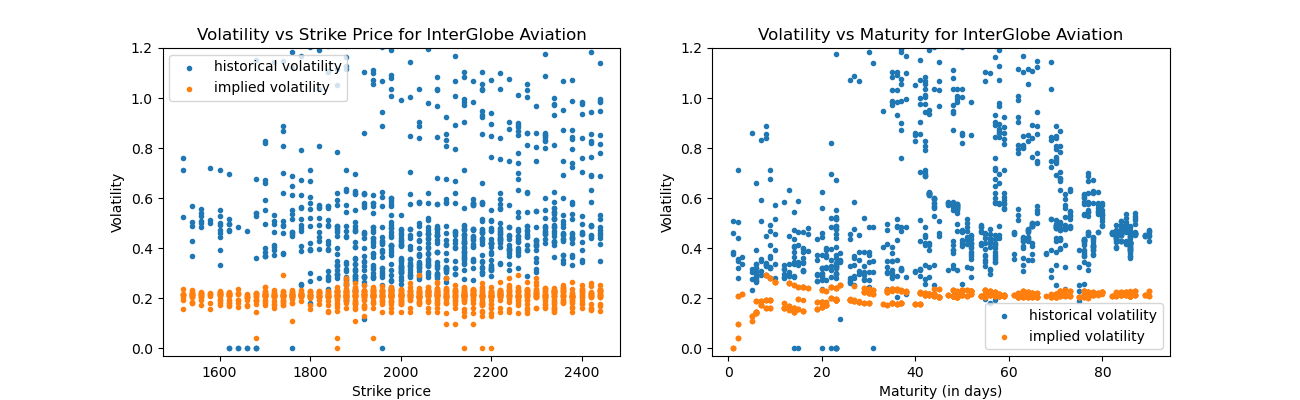 Volatility vs Strike Price for InterGlobe Aviation
1.2
1.0
0.8
0.6
0.4
0.2
0.0
Volatility
historical volatility
implied volatility
1600
1800
2000
2200
2400
Strike price
Volatility vs Maturity for InterGlobe Aviation
1.2
1.0
0.8
0.6
0.4
0.2
0.0
Volatility
historical volatility
implied volatility
0
20
40
60
80
Maturity (in days)